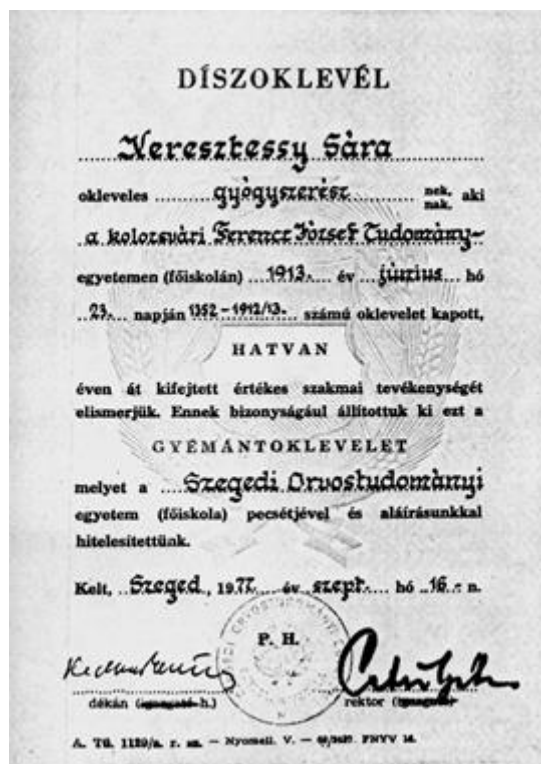 DÍSZOKLEVÉL
Keresztessy Sára
okleveles gyógyszerész nek, nak, aki
a kolozsvári Ferencz József Tudomány-
egyetemen (főiskolán) 1913. év június hó
23. napján 1352-1912/13. számú oklevelet kapott,
HATVAN
éven át kifejtett értékes szakmai tevékenységét
elismerjük. Ennek bizonyságául állítottuk ki ezt a
GYÉMÁNTOKLEVELET
melyet a Szegedi Orvostudományi
egyetem (főiskola) pecsétjével és aláírásunkkal
hitelesítettünk.
Kelt, Szeged, 1977. év szept. hó 16.- n.
P. H.
dékán (igazgató-h.)
rektor (igazgató)